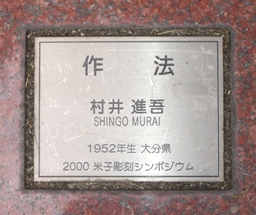 作 法
村井 進吾
SHINGO MURAI
1952年生 大分県
2000 米子彫刻シンポジウム